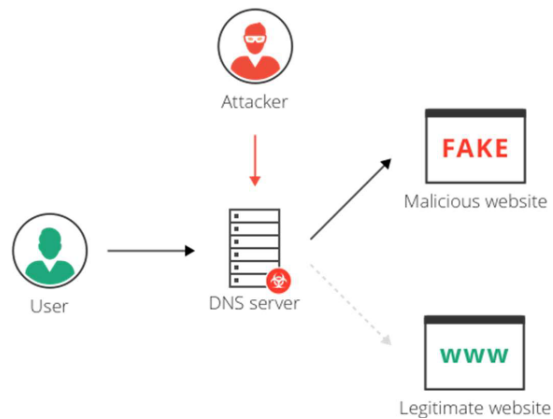 Attacker
FAKE
Malicious website
User
DNS server
www
Legitimate website